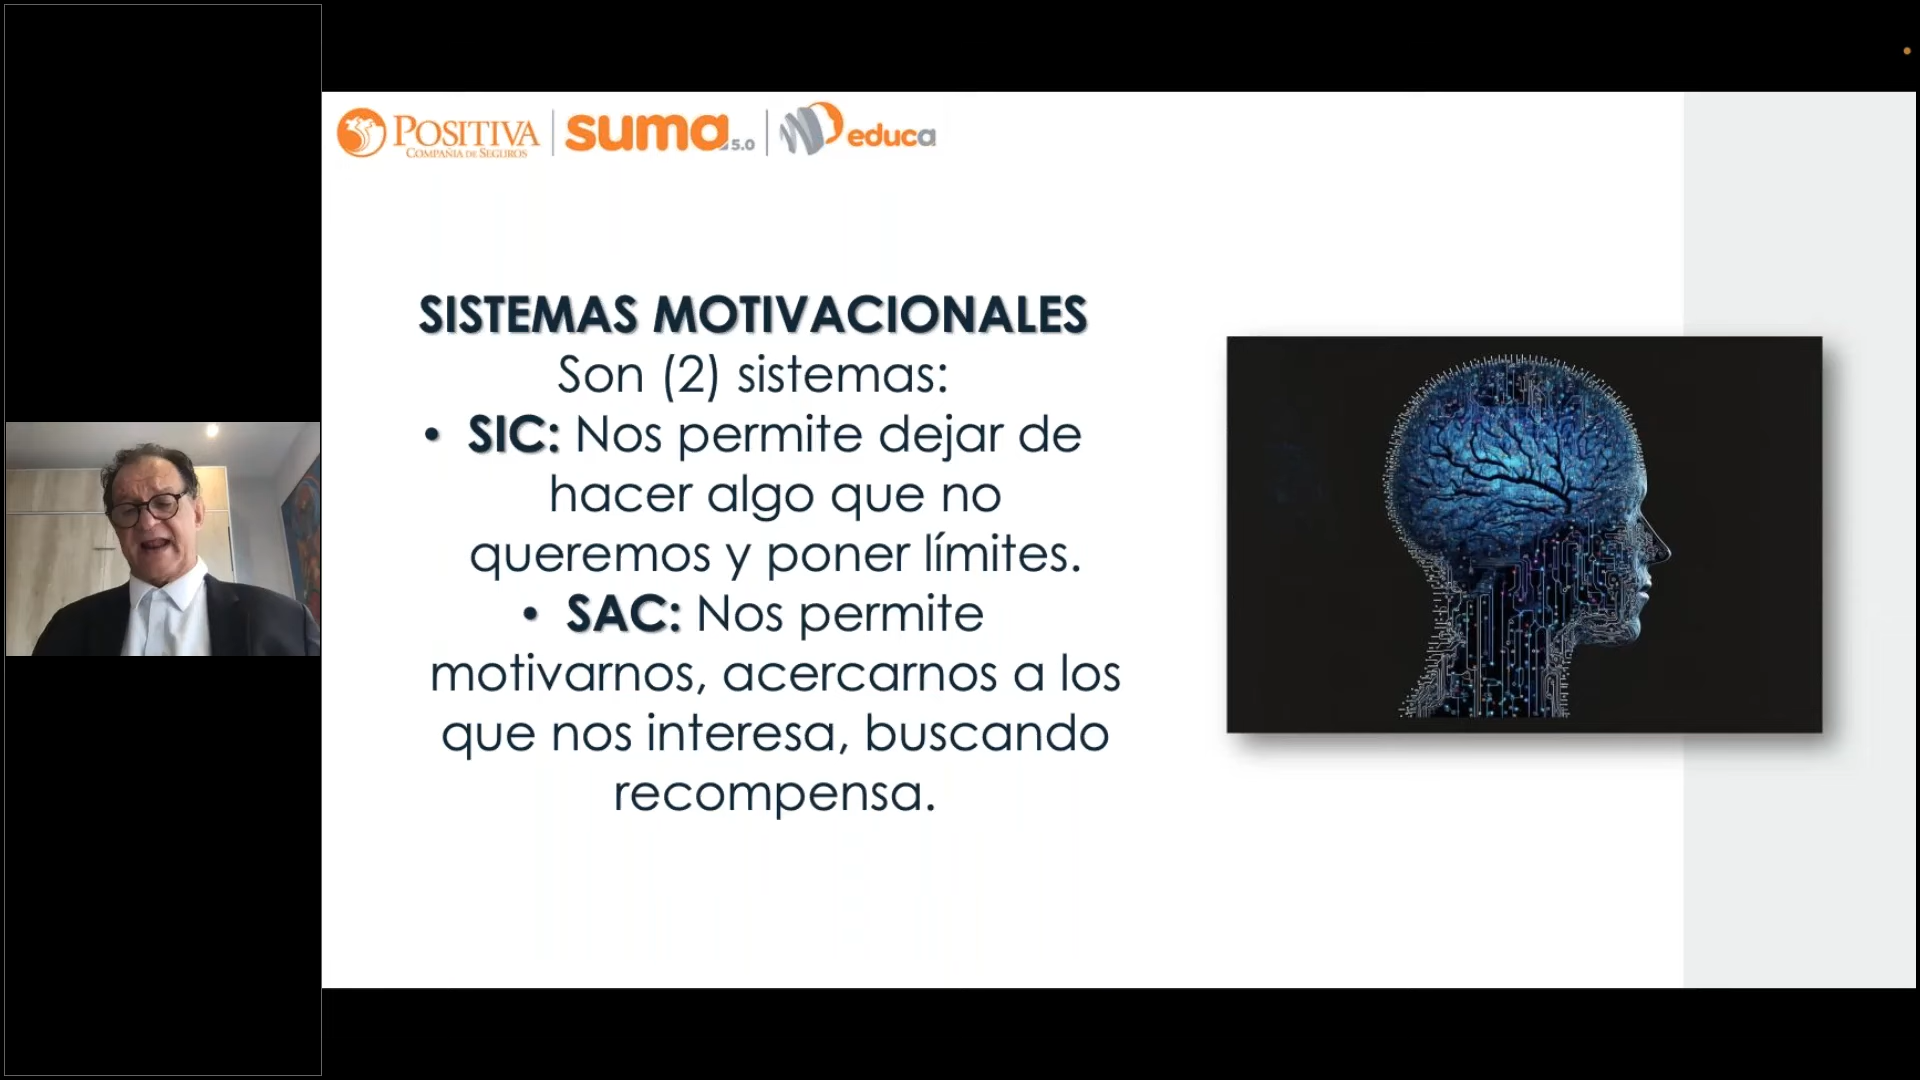 POSITIVA
COMPAÑIA DE SEGUROS
suma 5.0
educa
SISTEMAS MOTIVACIONALES
Son (2) sistemas:
• SIC: Nos permite dejar de
hacer algo que no
queremos y poner límites.
• SAC: Nos permite
motivarnos, acercarnos a los
que nos interesa, buscando
recompensa.